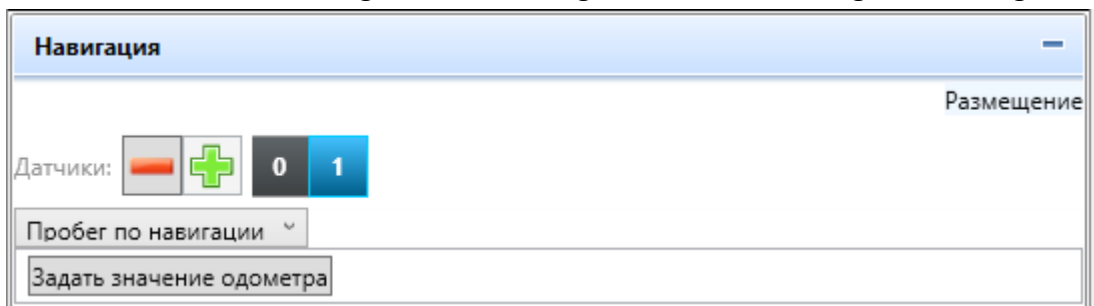 Навигация
Размещение
Датчики: 0 1
Пробег по навигации
Задать значение одометра